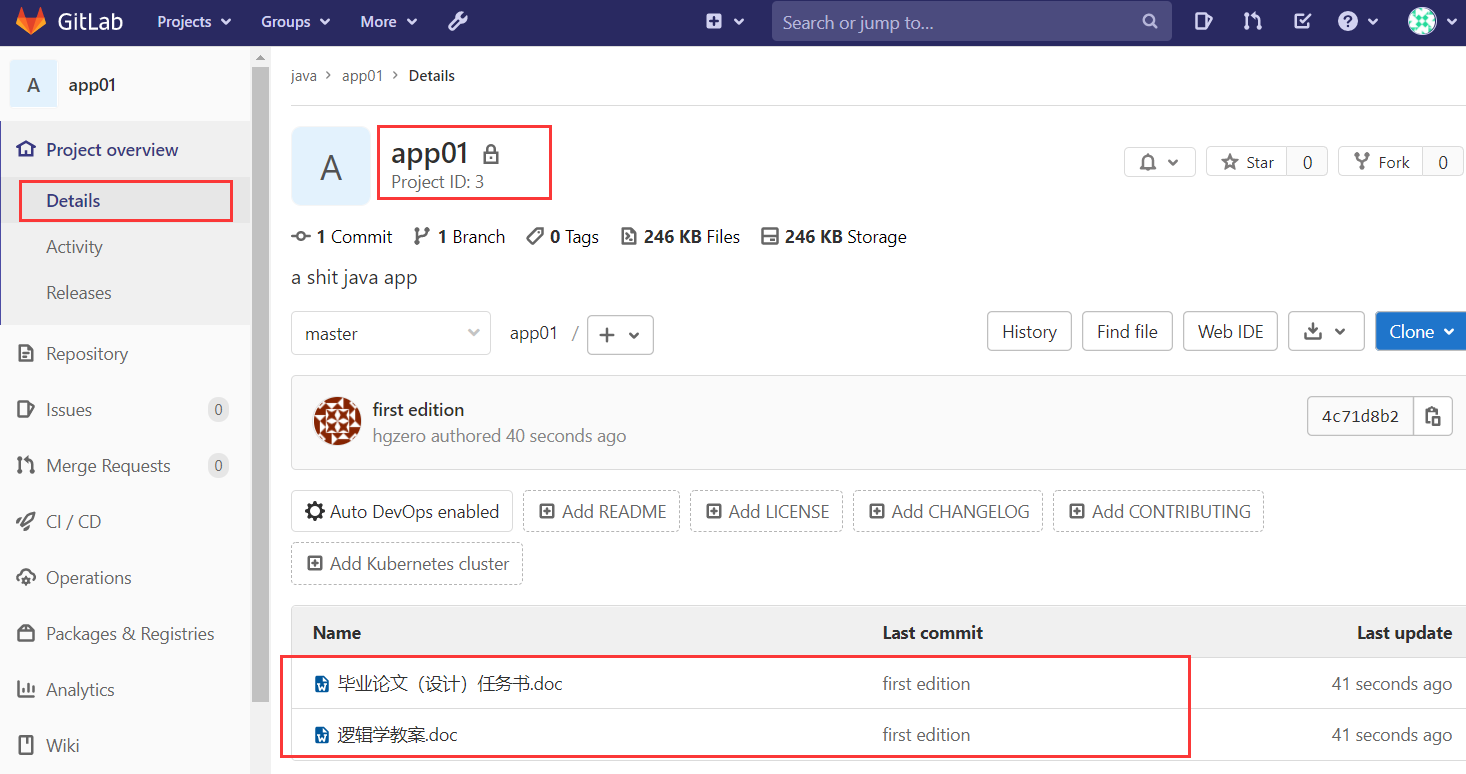 GitLab Projects Groups More Search or jump to...
A app01
Project overview
Details
Activity
Releases
Repository
Issues 0
Merge Requests 0
CI / CD
Operations
Packages & Registries
Analytics
Wiki
java > app01 > Details
A
app01
Project ID: 3
Star 0 Fork 0
1 Commit 1 Branch 0 Tags 246 KB Files 246 KB Storage
a shit java app
master app01 / + History Find file Web IDE Clone
first edition
hgzero authored 40 seconds ago
4c71d8b2
Auto DevOps enabled Add README Add LICENSE Add CHANGELOG Add CONTRIBUTING
Add Kubernetes cluster
Name Last commit Last update
毕业论文（设计）任务书.doc first edition 41 seconds ago
逻辑学教案.doc first edition 41 seconds ago